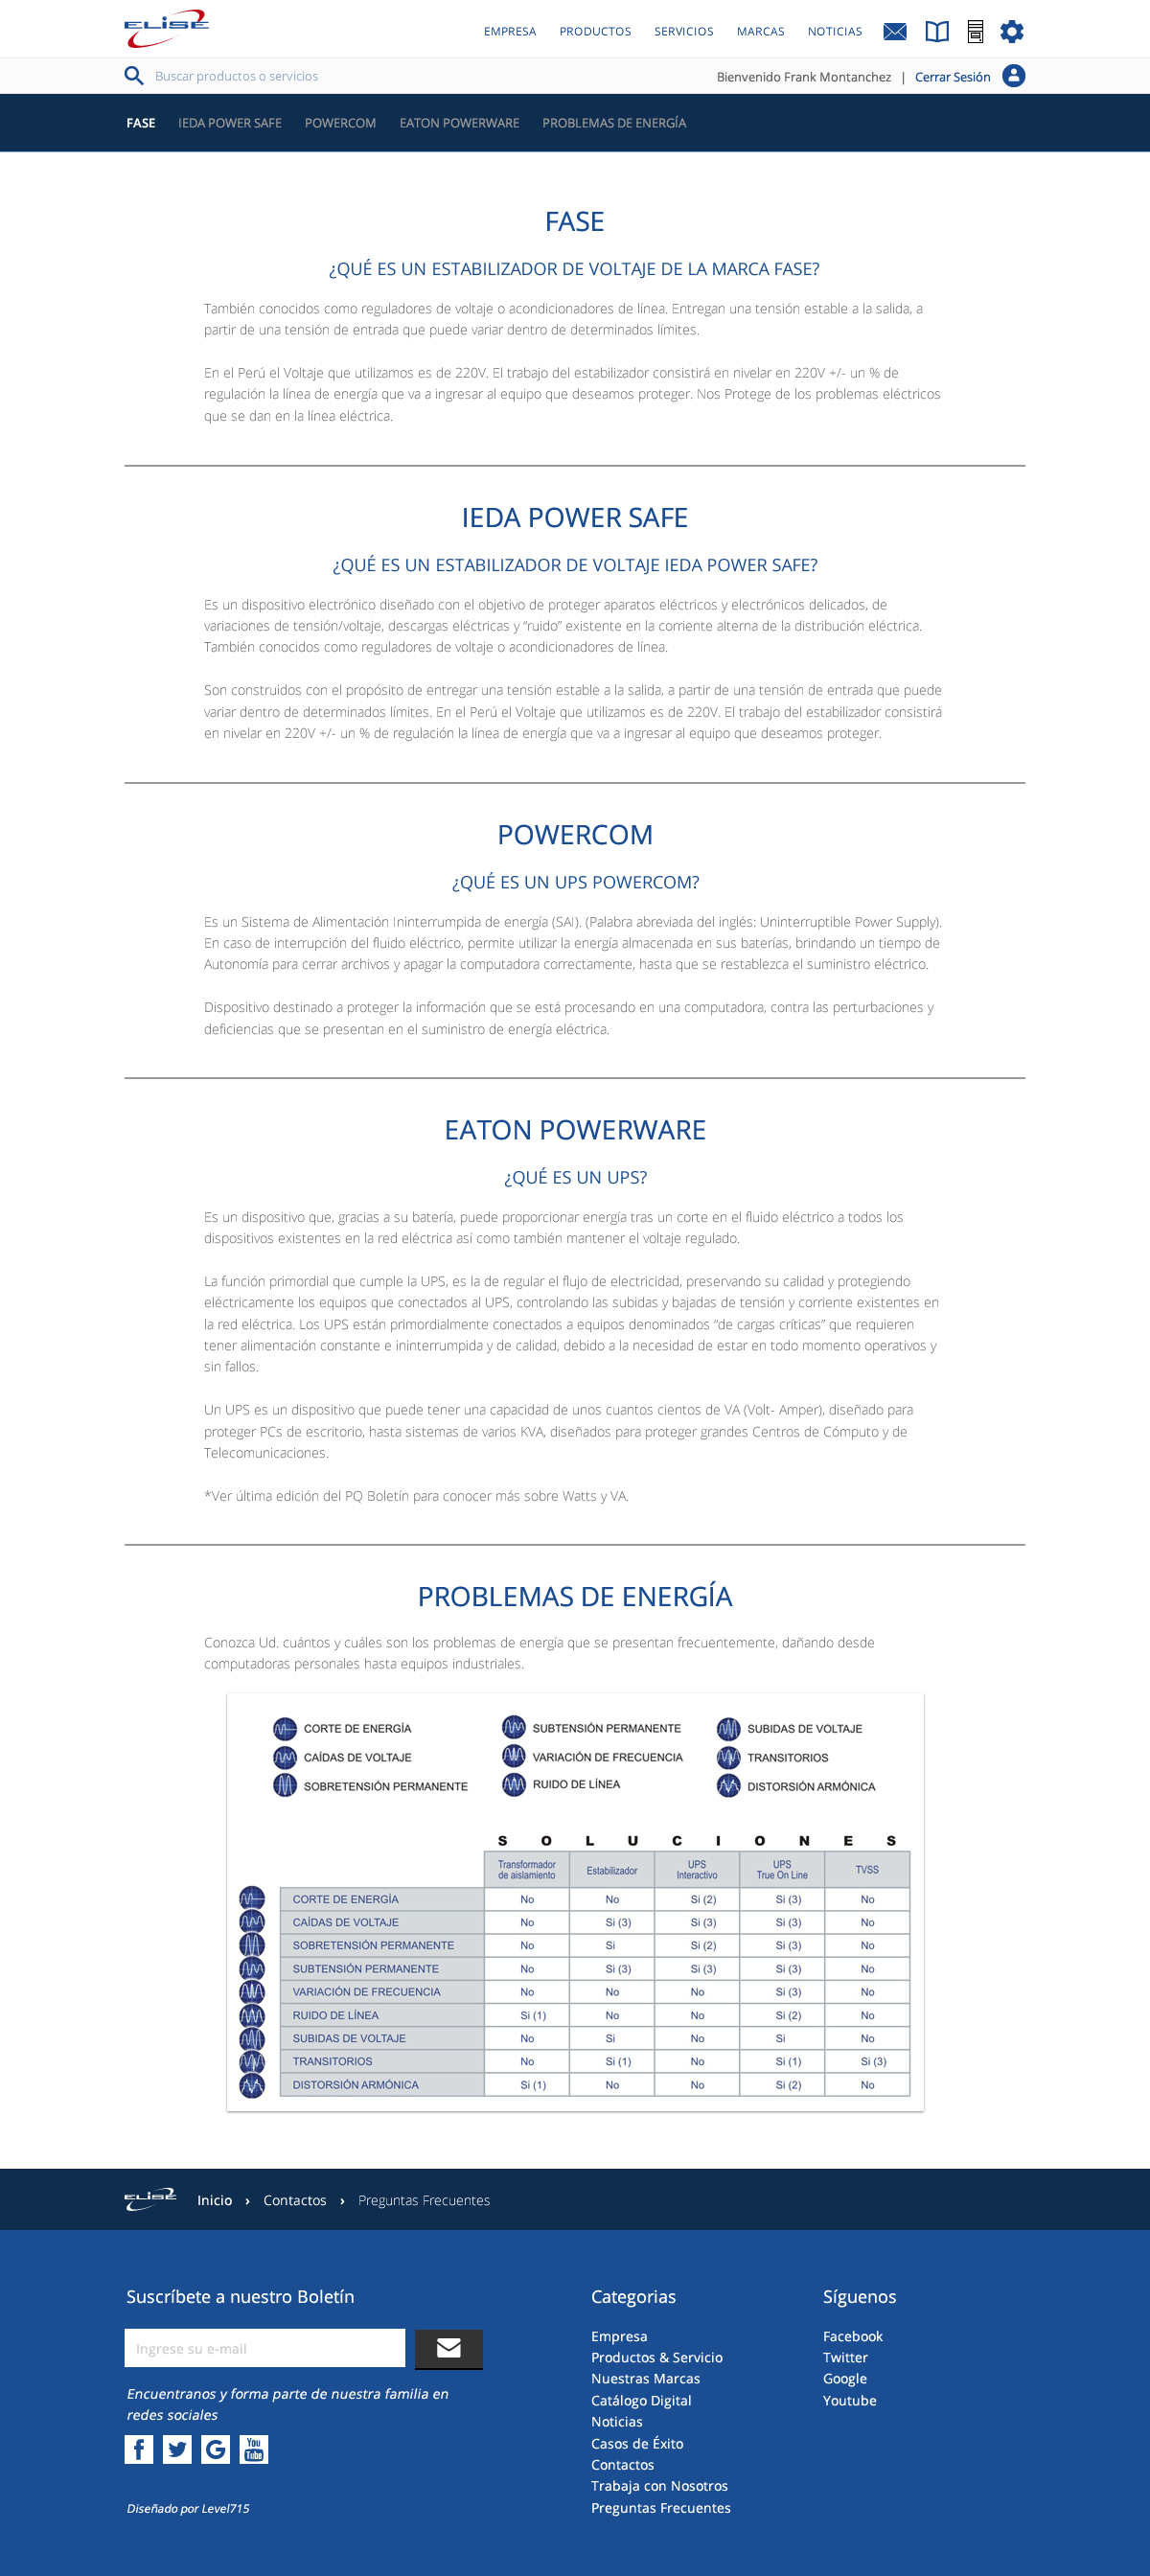 ELISE
EMPRESA PRODUCTOS SERVICIOS MARCAS NOTICIAS
Buscar productos o servicios
Bienvenido Frank Montanchez | Cerrar Sesión
FASE IEDA POWER SAFE POWERCOM EATON POWERWARE PROBLEMAS DE ENERGÍA
FASE
¿QUÉ ES UN ESTABILIZADOR DE VOLTAJE DE LA MARCA FASE?
También conocidos como reguladores de voltaje o acondicionadores de línea. Entregan una tensión estable a la salida, a
partir de una tensión de entrada que puede variar dentro de determinados límites.
En el Perú el Voltaje que utilizamos es de 220V. El trabajo del estabilizador consistirá en nivelar en 220V +/- un % de
regulación la línea de energía que va a ingresar al equipo que deseamos proteger. Nos Protege de los problemas eléctricos
que se dan en la línea eléctrica.
IEDA POWER SAFE
¿QUÉ ES UN ESTABILIZADOR DE VOLTAJE IEDA POWER SAFE?
Es un dispositivo electrónico diseñado con el objetivo de proteger aparatos eléctricos y electrónicos delicados, de
variaciones de tensión/voltaje, descargas eléctricas y “ruido” existente en la corriente alterna de la distribución eléctrica.
También conocidos como reguladores de voltaje o acondicionadores de línea.
Son construidos con el propósito de entregar una tensión estable a la salida, a partir de una tensión de entrada que puede
variar dentro de determinados límites. En el Perú el Voltaje que utilizamos es de 220V. El trabajo del estabilizador consistirá
en nivelar en 220V +/- un % de regulación la línea de energía que va a ingresar al equipo que deseamos proteger.
POWERCOM
¿QUÉ ES UN UPS POWERCOM?
Es un Sistema de Alimentación Ininterrumpida de energía (SAI). (Palabra abreviada del inglés: Uninterruptible Power Supply).
En caso de interrupción del fluido eléctrico, permite utilizar la energía almacenada en sus baterías, brindando un tiempo de
Autonomía para cerrar archivos y apagar la computadora correctamente, hasta que se restablezca el suministro eléctrico.
Dispositivo destinado a proteger la información que se está procesando en una computadora, contra las perturbaciones y
deficiencias que se presentan en el suministro de energía eléctrica.
EATON POWERWARE
¿QUÉ ES UN UPS?
Es un dispositivo que, gracias a su batería, puede proporcionar energía tras un corte en el fluido eléctrico a todos los
dispositivos existentes en la red eléctrica así como también mantener el voltaje regulado.
La función primordial que cumple la UPS, es la de regular el flujo de electricidad, preservando su calidad y protegiendo
eléctricamente los equipos que conectados al UPS, controlando las subidas y bajadas de tensión y corriente existentes en
la red eléctrica. Los UPS están primordialmente conectados a equipos denominados “de cargas críticas” que requieren
tener alimentación constante e ininterrumpida y de calidad, debido a la necesidad de estar en todo momento operativos y
sin fallos.
Un UPS es un dispositivo que puede tener una capacidad de unos cuantos cientos de VA (Volt- Amper), diseñado para
proteger PCs de escritorio, hasta sistemas de varios KVA, diseñados para proteger grandes Centros de Cómputo y de
Telecomunicaciones.
*Ver última edición del PQ Boletín para conocer más sobre Watts y VA.
PROBLEMAS DE ENERGÍA
Conozca Ud. cuántos y cuáles son los problemas de energía que se presentan frecuentemente, dañando desde
computadoras personales hasta equipos industriales.
CORTE DE ENERGÍA SUBTENSIÓN PERMANENTE SUBIDAS DE VOLTAJE
CAÍDAS DE VOLTAJE VARIACIÓN DE FRECUENCIA TRANSITORIOS
SOBRETENSIÓN PERMANENTE RUIDO DE LÍNEA DISTORSIÓN ARMÓNICA
S O L U C I O N E S
Transformador de aislamiento Estabilizador UPS Interactivo UPS True On Line TVSS
CORTE DE ENERGÍA No No Si (2) Si (3) No
CAÍDAS DE VOLTAJE No Si (3) Si (3) Si (3) No
SOBRETENSIÓN PERMANENTE No Si Si (2) Si (3) No
SUBTENSIÓN PERMANENTE No Si (3) Si (3) Si (3) No
VARIACIÓN DE FRECUENCIA No No No Si (3) No
RUIDO DE LÍNEA Si (1) No No Si (2) No
SUBIDAS DE VOLTAJE No Si No Si No
TRANSITORIOS No Si (1) No Si (1) Si (3)
DISTORSIÓN ARMÓNICA Si (1) No No Si (2) No
ELISE Inicio › Contactos › Preguntas Frecuentes
Suscríbete a nuestro Boletín
Ingrese su e-mail
Encuentranos y forma parte de nuestra familia en
redes sociales
You Tube
Diseñado por Level715
Categorias
Empresa
Productos & Servicio
Nuestras Marcas
Catálogo Digital
Noticias
Casos de Éxito
Contactos
Trabaja con Nosotros
Preguntas Frecuentes
Síguenos
Facebook
Twitter
Google
Youtube